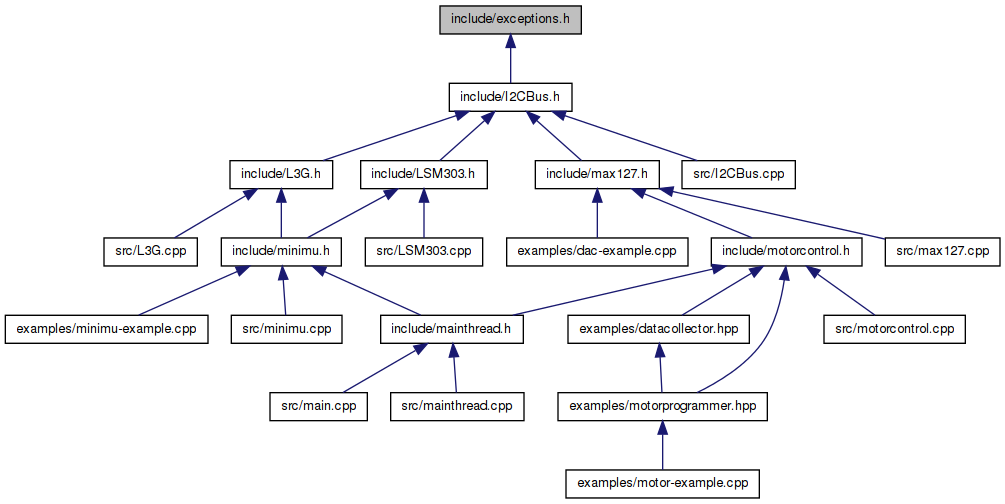 include/exceptions.h
include/I2CBus.h
include/L3G.h
include/LSM303.h
include/max127.h
src/I2CBus.cpp
src/L3G.cpp
include/minimu.h
src/LSM303.cpp
examples/dac-example.cpp
include/motorcontrol.h
src/max127.cpp
examples/minimu-example.cpp
src/minimu.cpp
include/mainthread.h
examples/datacollector.hpp
src/motorcontrol.cpp
src/main.cpp
src/mainthread.cpp
examples/motorprogrammer.hpp
examples/motor-example.cpp